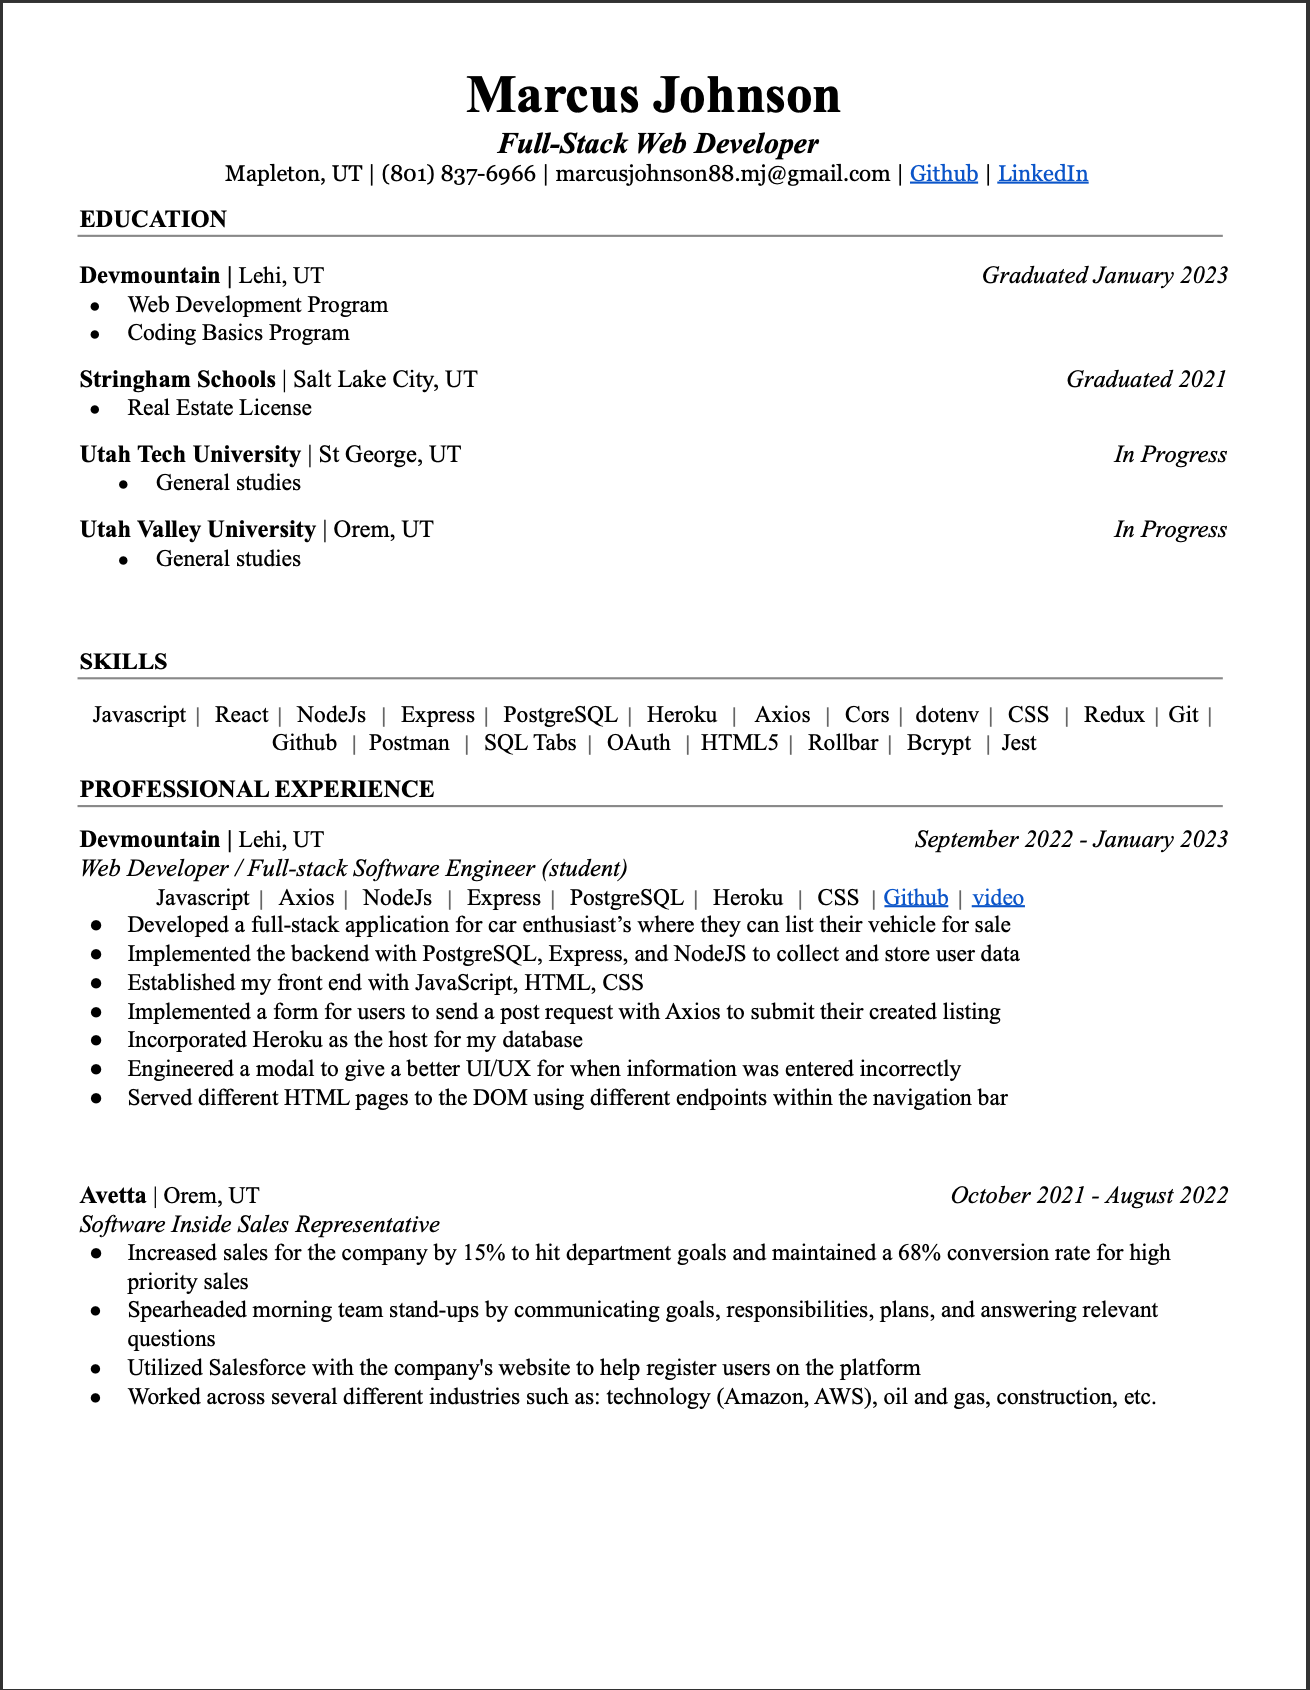 Marcus Johnson
Full-Stack Web Developer
Mapleton, UT | (801) 837-6966 | marcusjohnson88.mj@gmail.com | Github | LinkedIn
EDUCATION
Devmountain | Lehi, UT Graduated January 2023
● Web Development Program
● Coding Basics Program
Stringham Schools | Salt Lake City, UT Graduated 2021
● Real Estate License
Utah Tech University | St George, UT In Progress
● General studies
Utah Valley University | Orem, UT In Progress
● General studies
SKILLS
Javascript | React | NodeJs | Express | PostgreSQL | Heroku | Axios | Cors | dotenv | CSS | Redux | Git |
Github | Postman | SQL Tabs | OAuth | HTML5 | Rollbar | Bcrypt | Jest
PROFESSIONAL EXPERIENCE
Devmountain | Lehi, UT September 2022 - January 2023
Web Developer / Full-stack Software Engineer (student)
Javascript | Axios | NodeJs | Express | PostgreSQL | Heroku | CSS | Github | video
● Developed a full-stack application for car enthusiast’s where they can list their vehicle for sale
● Implemented the backend with PostgreSQL, Express, and NodeJS to collect and store user data
● Established my front end with JavaScript, HTML, CSS
● Implemented a form for users to send a post request with Axios to submit their created listing
● Incorporated Heroku as the host for my database
● Engineered a modal to give a better UI/UX for when information was entered incorrectly
● Served different HTML pages to the DOM using different endpoints within the navigation bar
Avetta | Orem, UT October 2021 - August 2022
Software Inside Sales Representative
● Increased sales for the company by 15% to hit department goals and maintained a 68% conversion rate for high
priority sales
● Spearheaded morning team stand-ups by communicating goals, responsibilities, plans, and answering relevant
questions
● Utilized Salesforce with the company's website to help register users on the platform
● Worked across several different industries such as: technology (Amazon, AWS), oil and gas, construction, etc.